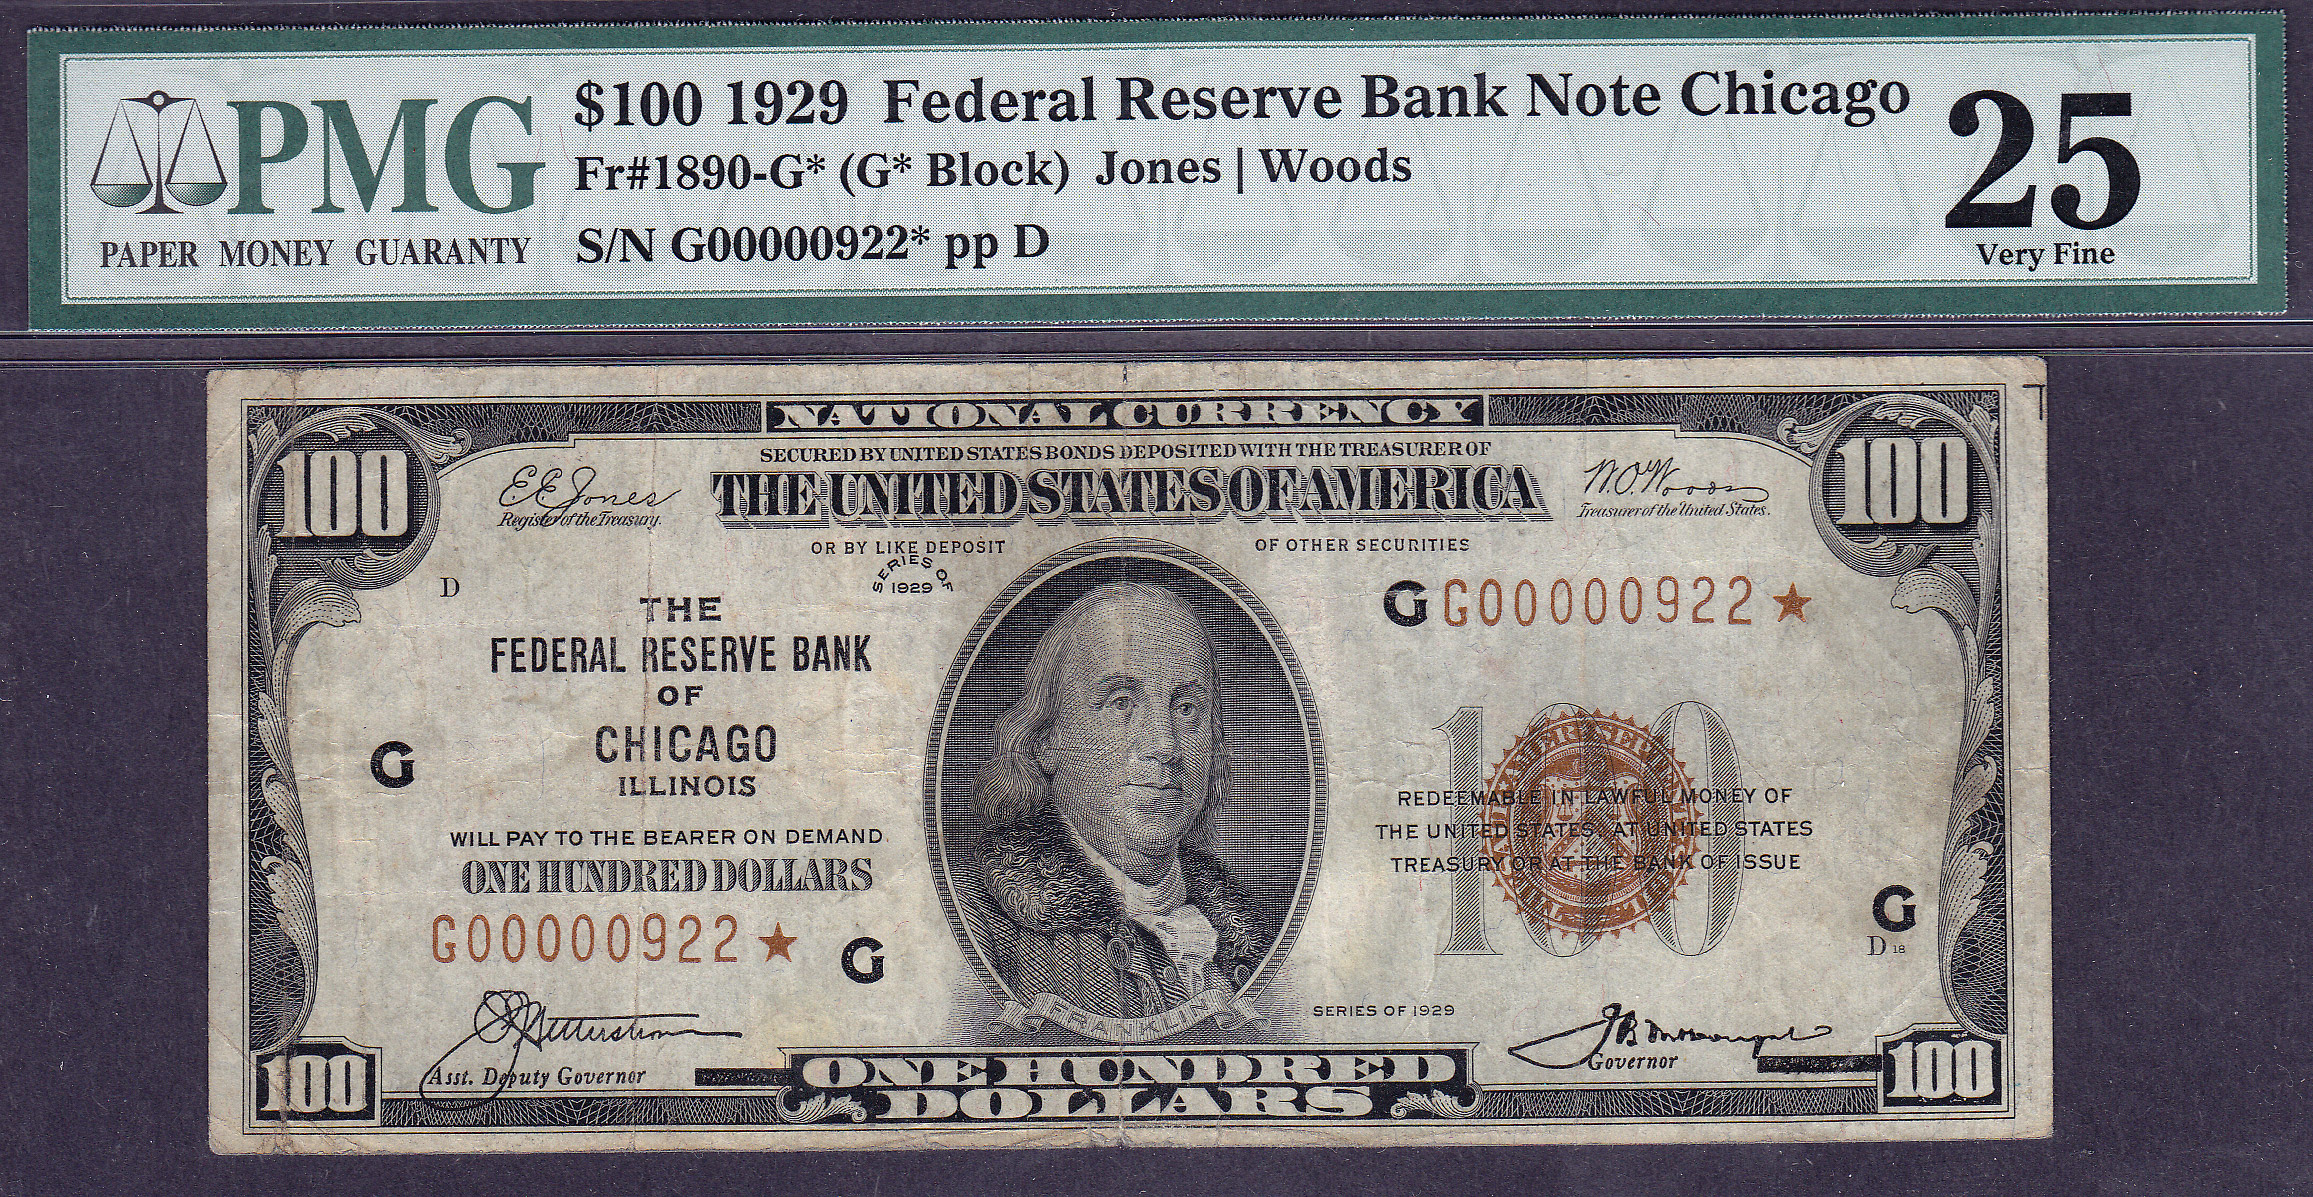 PMG
PAPER MONEY GUARANTY
$100 1929 Federal Reserve Bank Note Chicago
Fr#1890-G* (G* Block) Jones | Woods
S/N G00000922* pp D
25
Very Fine
NATIONAL CURRENCY
SECURED BY UNITED STATES BONDS DEPOSITED WITH THE TREASURER OF
THE UNITED STATES OF AMERICA
OR BY LIKE DEPOSIT OF OTHER SECURITIES
100
100
E.E. Jones
Register of the Treasury.
W.O. Woods
Treasurer of the United States.
SERIES OF 1929
D
THE
FEDERAL RESERVE BANK
OF
CHICAGO
ILLINOIS
G G00000922★
G
WILL PAY TO THE BEARER ON DEMAND
ONE HUNDRED DOLLARS
G00000922★
G
100
REDEEMABLE IN LAWFUL MONEY OF
THE UNITED STATES AT UNITED STATES
TREASURY OR AT THE BANK OF ISSUE
G
D 18
FRANKLIN
SERIES OF 1929
Asst. Deputy Governor
Governor
100
ONE HUNDRED
DOLLARS
100